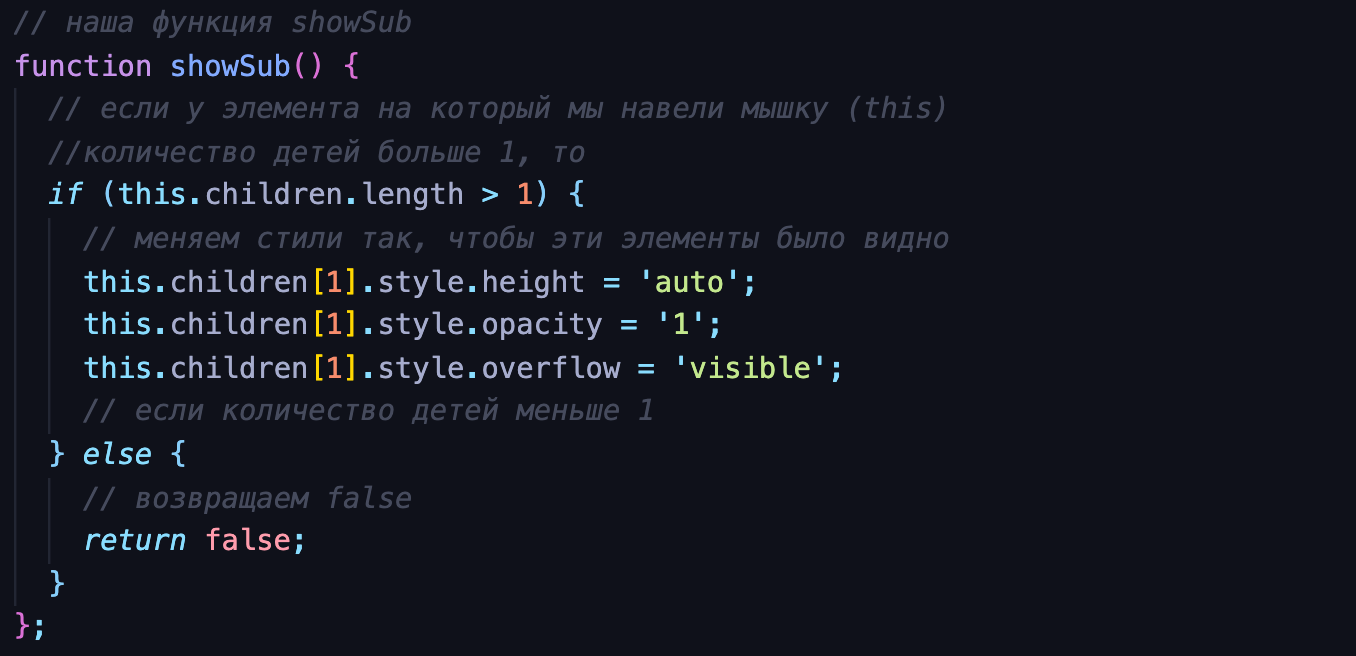 // наша функция showSub
function showSub() {
// если у элемента на который мы навели мышку (this)
//количество детей больше 1, то
if (this.children.length > 1) {
// меняем стили так, чтобы эти элементы было видно
this.children[1].style.height = 'auto';
this.children[1].style.opacity = '1';
this.children[1].style.overflow = 'visible';
// если количество детей меньше 1
} else {
// возвращаем false
return false;
}
};